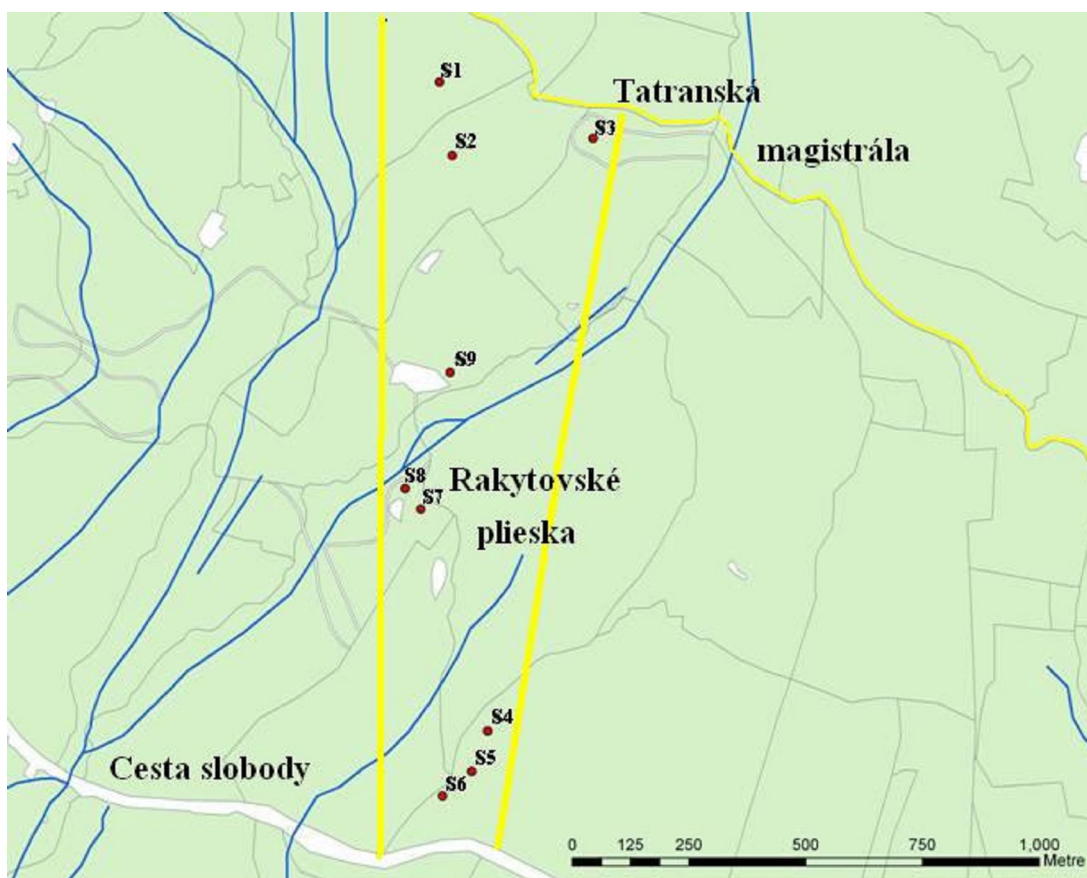 S1
Tatranská
S3
S2
magistrála
S9
S8
Rakytovské
S7
plieska
S4
Cesta slobody
S5
S6
0 125 250 500 750 1,000
Metre